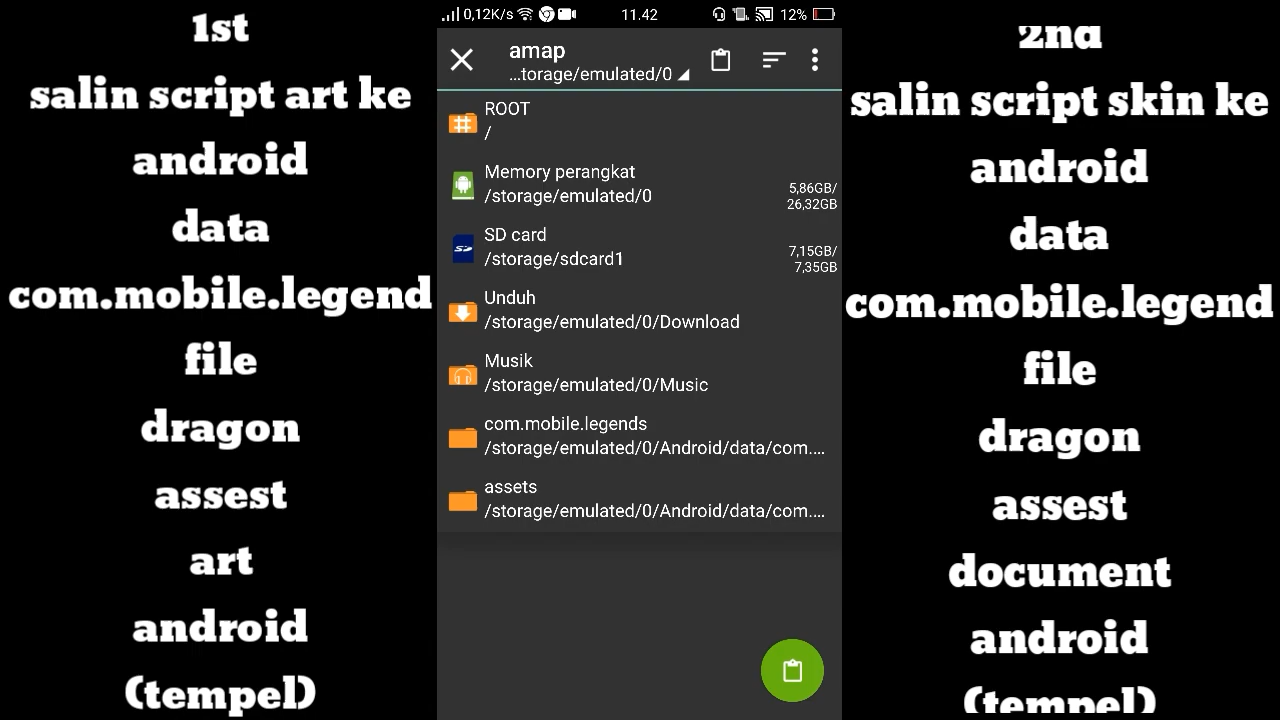 1st
salin script art ke
android
data
com.mobile.legend
file
dragon
assest
art
android
(tempel)
0,12K/s
11.42
12%
amap
...torage/emulated/0
ROOT
/
Memory perangkat
/storage/emulated/0
5,86GB/
26,32GB
SD card
/storage/sdcard1
7,15GB/
7,35GB
Unduh
/storage/emulated/0/Download
Musik
/storage/emulated/0/Music
com.mobile.legends
/storage/emulated/0/Android/data/com....
assets
/storage/emulated/0/Android/data/com....
2nd
salin script skin ke
android
data
com.mobile.legend
file
dragon
assest
document
android
(tempel)